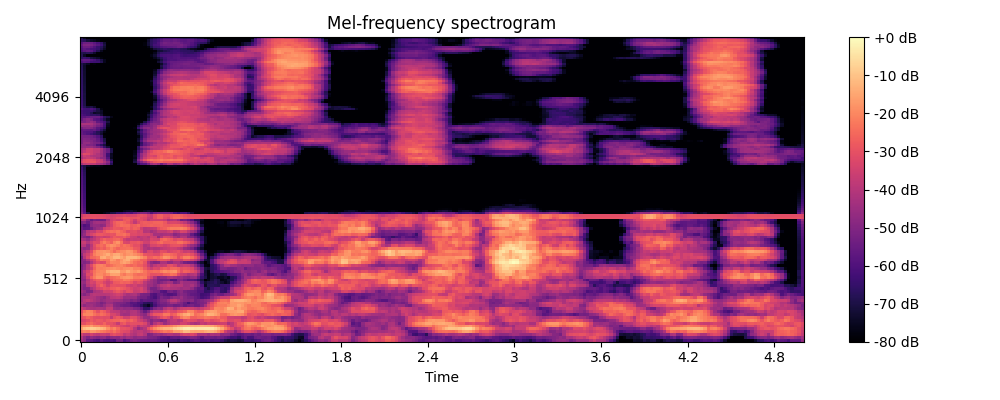 Mel-frequency spectrogram
+0 dB
-10 dB
-20 dB
-30 dB
-40 dB
-50 dB
-60 dB
-70 dB
-80 dB
Hz
4096
2048
1024
512
0
0 0.6 1.2 1.8 2.4 3 3.6 4.2 4.8
Time